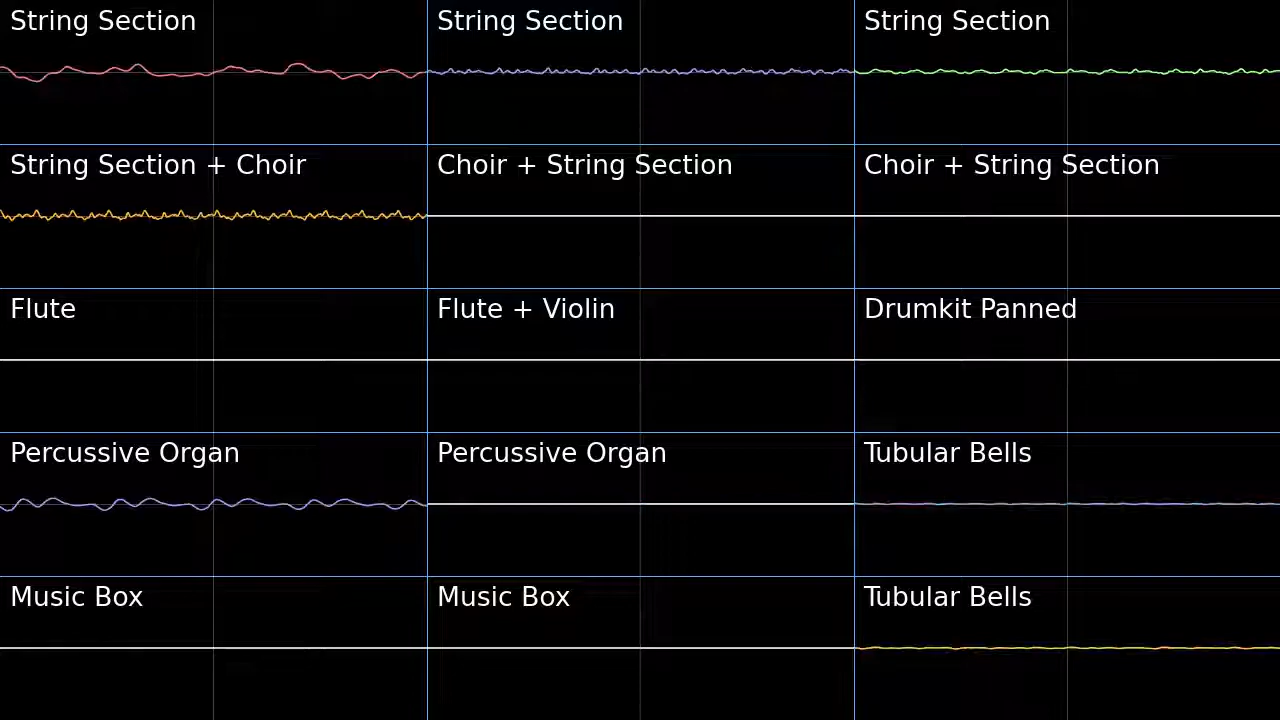 String Section
String Section
String Section
String Section + Choir
Choir + String Section
Choir + String Section
Flute
Flute + Violin
Drumkit Panned
Percussive Organ
Percussive Organ
Tubular Bells
Music Box
Music Box
Tubular Bells